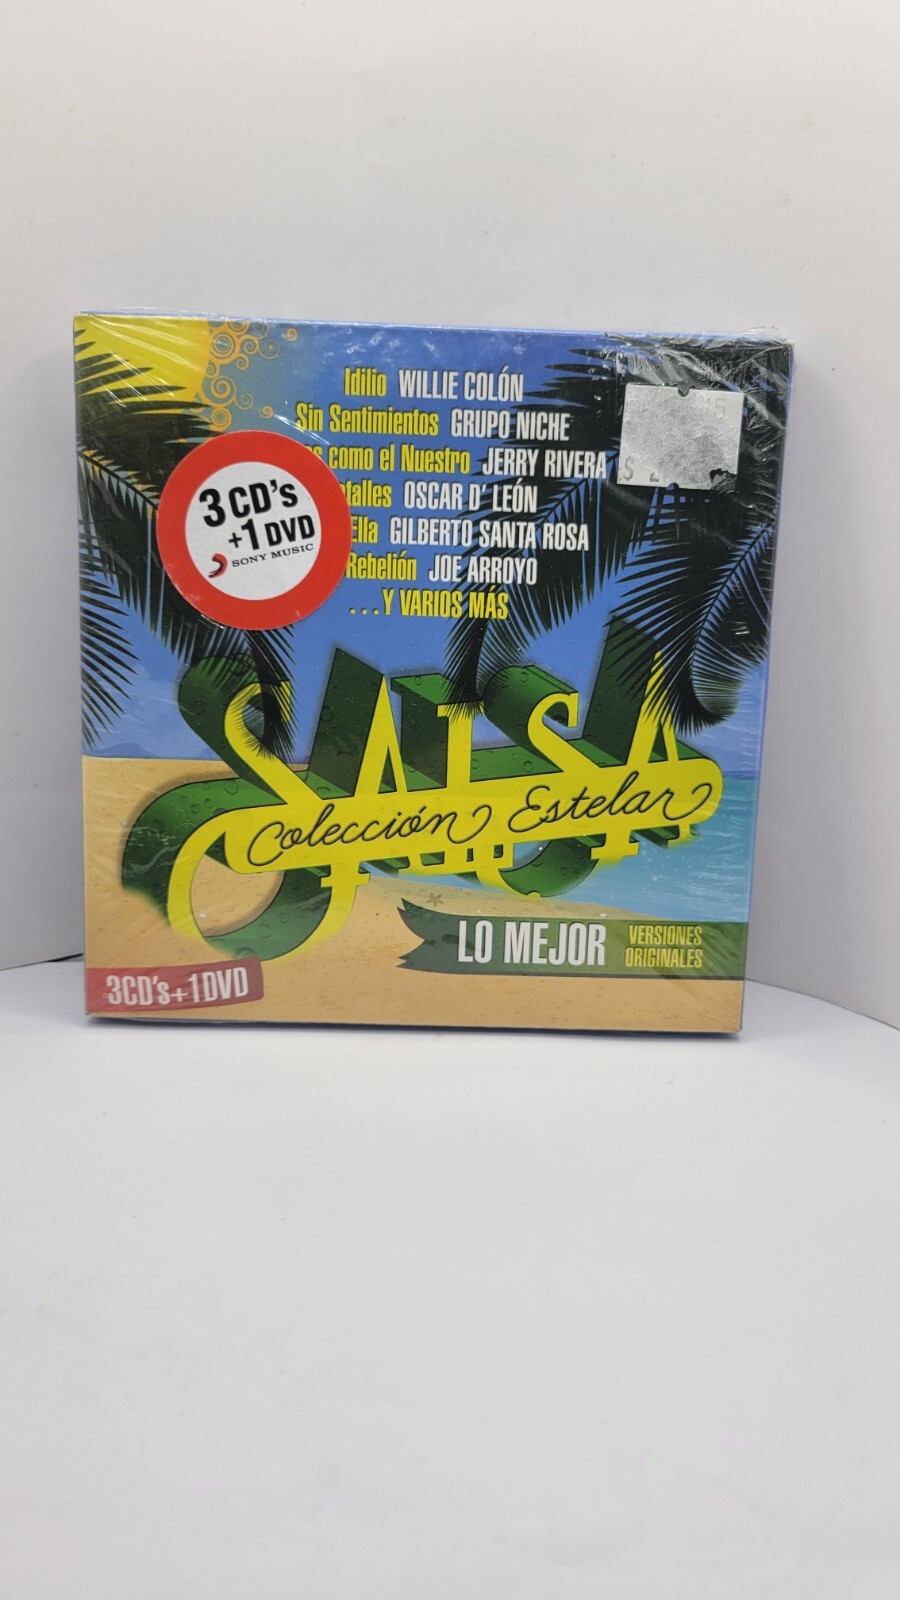 Idilio WILLIE COLÓN
Sin Sentimientos GRUPO NICHE
como el Nuestro JERRY RIVERA
OSCAR D' LEÓN
Ella GILBERTO SANTA ROSA
Rebelión JOE ARROYO
...Y VARIOS MÁS
3 CD's
+1 DVD
SONY MUSIC
SALSA
Colección Estelar
LO MEJOR VERSIONES
ORIGINALES
3CD's+1DVD